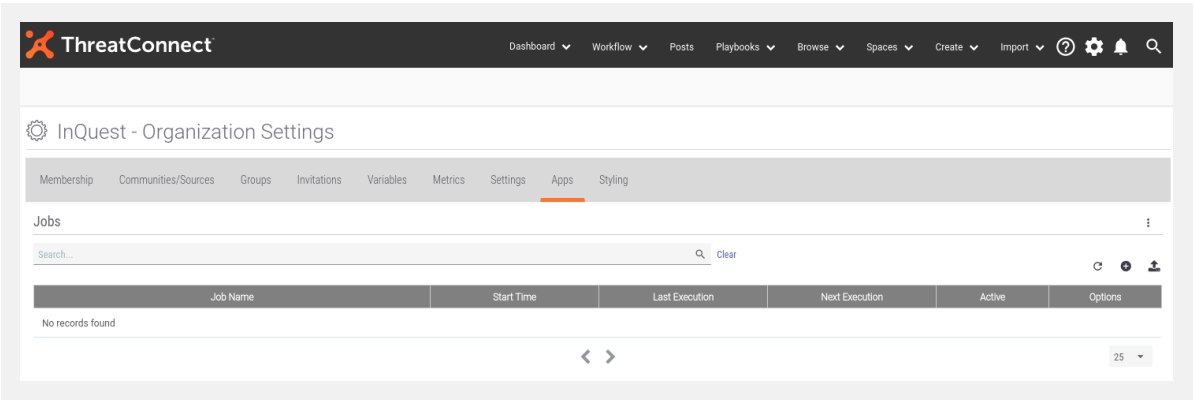 ThreatConnect
Dashboard Workflow Posts Playbooks Browse Spaces Create Import
InQuest - Organization Settings
Membership Communities/Sources Groups Invitations Variables Metrics Settings Apps Styling
Jobs
Search... Clear
Job Name Start Time Last Execution Next Execution Active Options
No records found
25